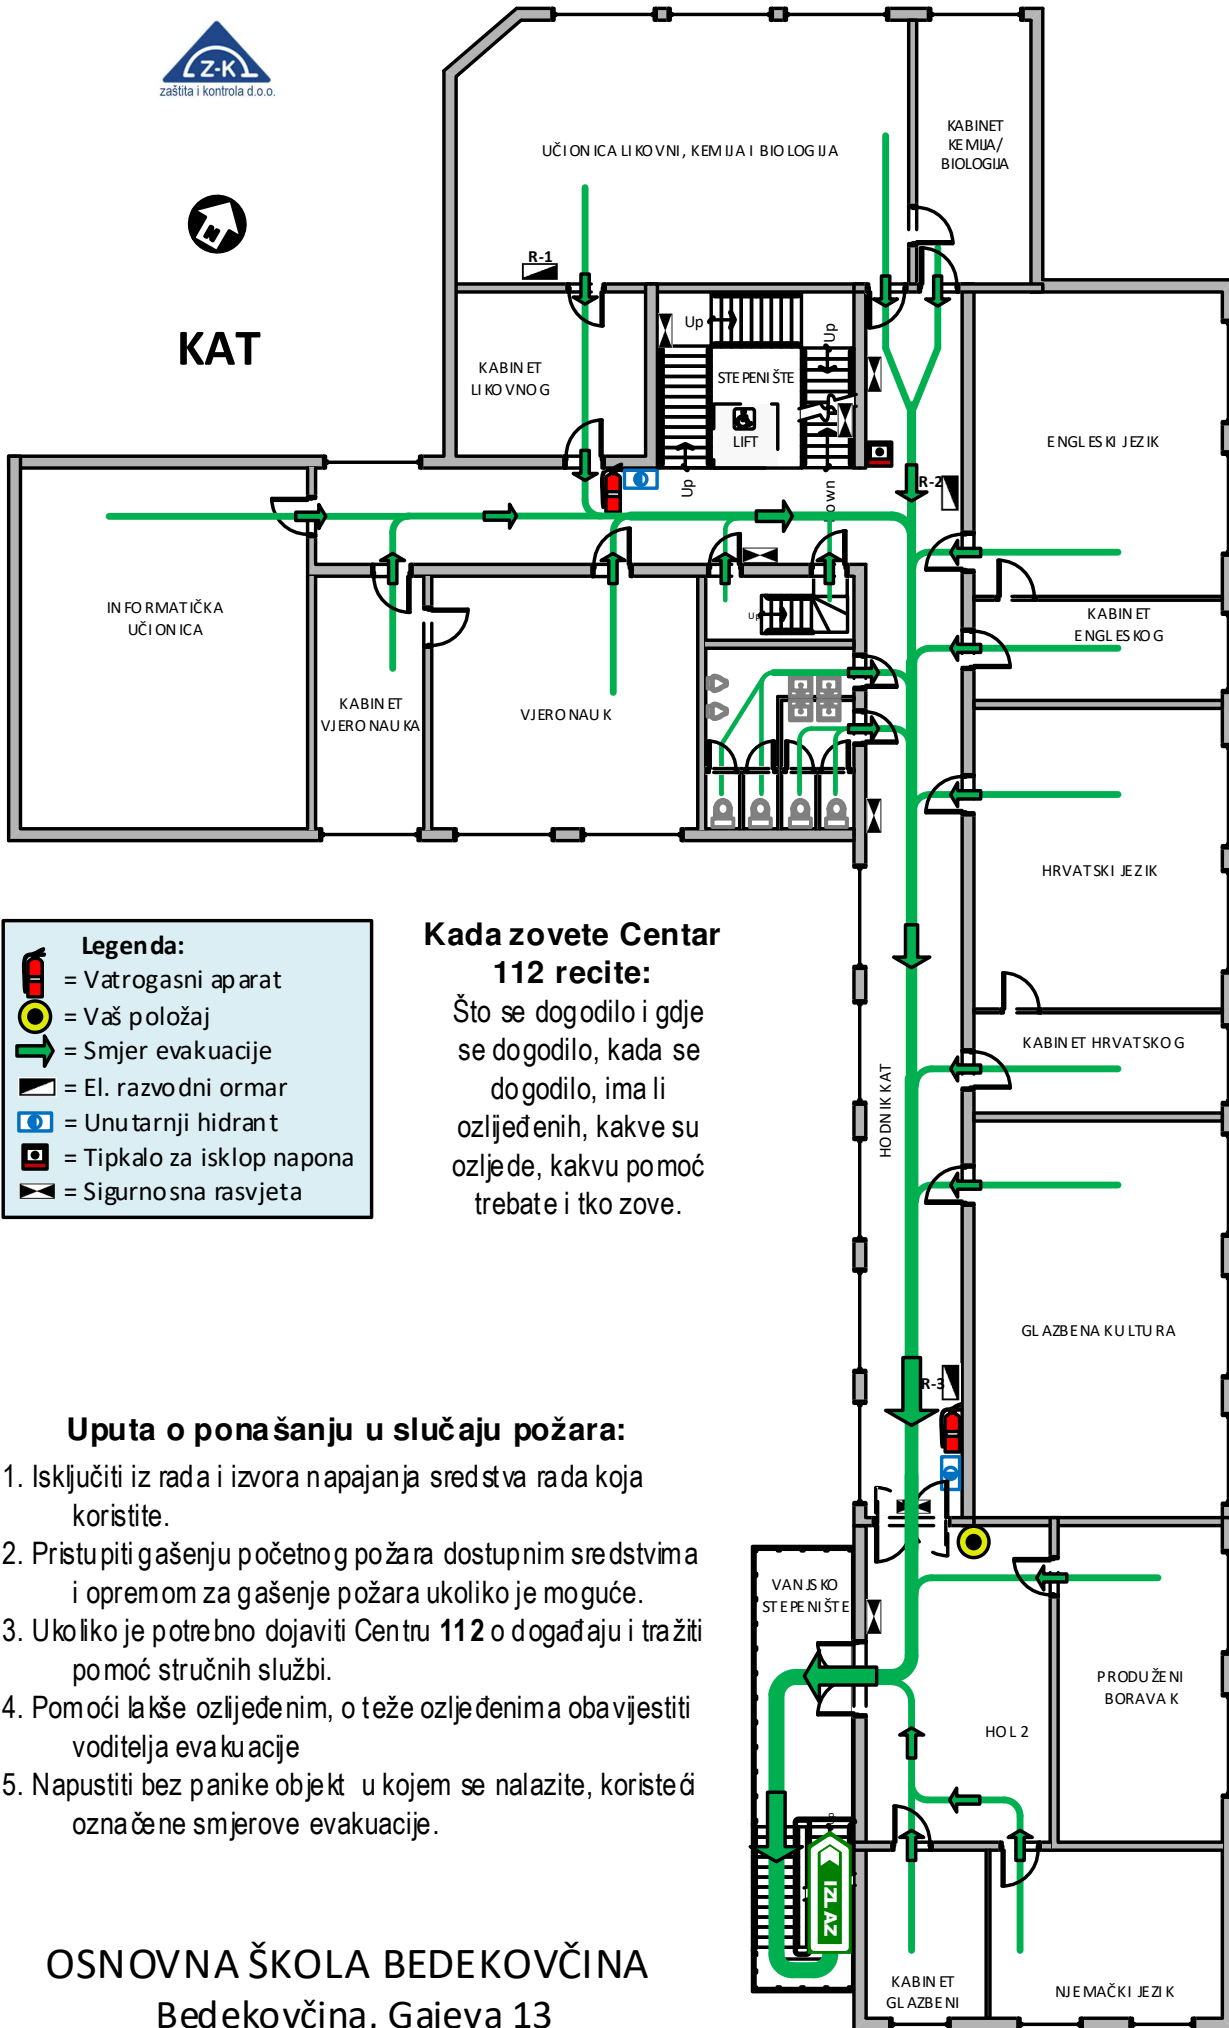 Z-K
zaštita i kontrola d.o.o.
N
KAT
UČIONICA LIKOVNI, KEMIJA I BIOLOGIJA
KABINET
KEMIJA/
BIOLOGIJA
R-1
KABINET
LIKOVNOG
Up
Up
STEPENIŠTE
LIFT
Up
Down
R-2
ENGLESKI JEZIK
KABINET
ENGLESKOG
INFORMATIČKA
UČIONICA
KABINET
VJERONAUKA
VJERONAUK
Up
HRVATSKI JEZIK
KABINET HRVATSKOG
HODNIK KAT
GLAZBENA KULTURA
R-3
Legenda:
= Vatrogasni aparat
= Vaš položaj
= Smjer evakuacije
= El. razvodni ormar
= Unutarnji hidrant
= Tipkalo za isklop napona
= Sigurnosna rasvjeta
Kada zovete Centar
112 recite:
Što se dogodilo i gdje
se dogodilo, kada se
dogodilo, ima li
ozlijeđenih, kakve su
ozljede, kakvu pomoć
trebate i tko zove.
Uputa o ponašanju u slučaju požara:
1. Isključiti iz rada i izvora napajanja sredstva rada koja
koristite.
2. Pristupiti gašenju početnog požara dostupnim sredstvima
i opremom za gašenje požara ukoliko je moguće.
3. Ukoliko je potrebno dojaviti Centru 112 o događaju i tražiti
pomoć stručnih službi.
4. Pomoći lakše ozlijeđenim, o teže ozljeđenima obavijestiti
voditelja evakuacije
5. Napustiti bez panike objekt u kojem se nalazite, koristeći
označene smjerove evakuacije.
VANJSKO
STEPENIŠTE
PRODUŽENI
BORAVAK
HOL 2
Up
IZLAZ
KABINET
GLAZBENI
NJEMAČKI JEZIK
OSNOVNA ŠKOLA BEDEKOVČINA
Bedekovčina, Gajeva 13